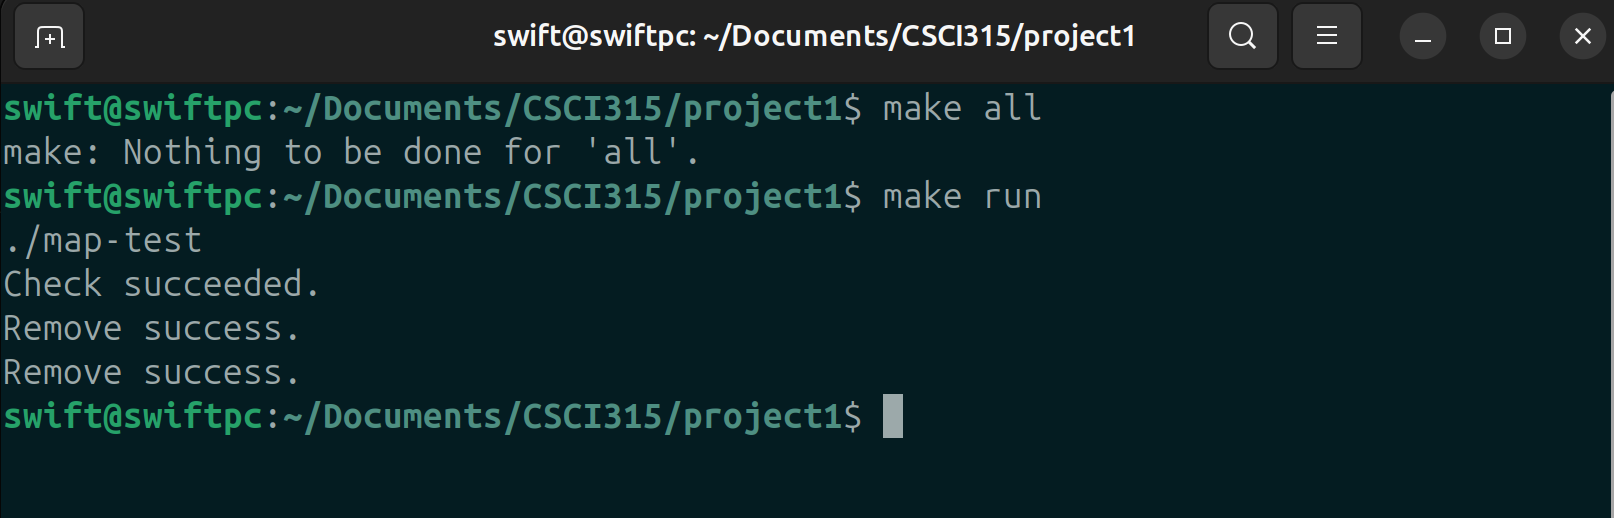 swift@swiftpc: ~/Documents/CSCI315/project1
swift@swiftpc:~/Documents/CSCI315/project1$ make all
make: Nothing to be done for 'all'.
swift@swiftpc:~/Documents/CSCI315/project1$ make run
./map-test
Check succeeded.
Remove success.
Remove success.
swift@swiftpc:~/Documents/CSCI315/project1$